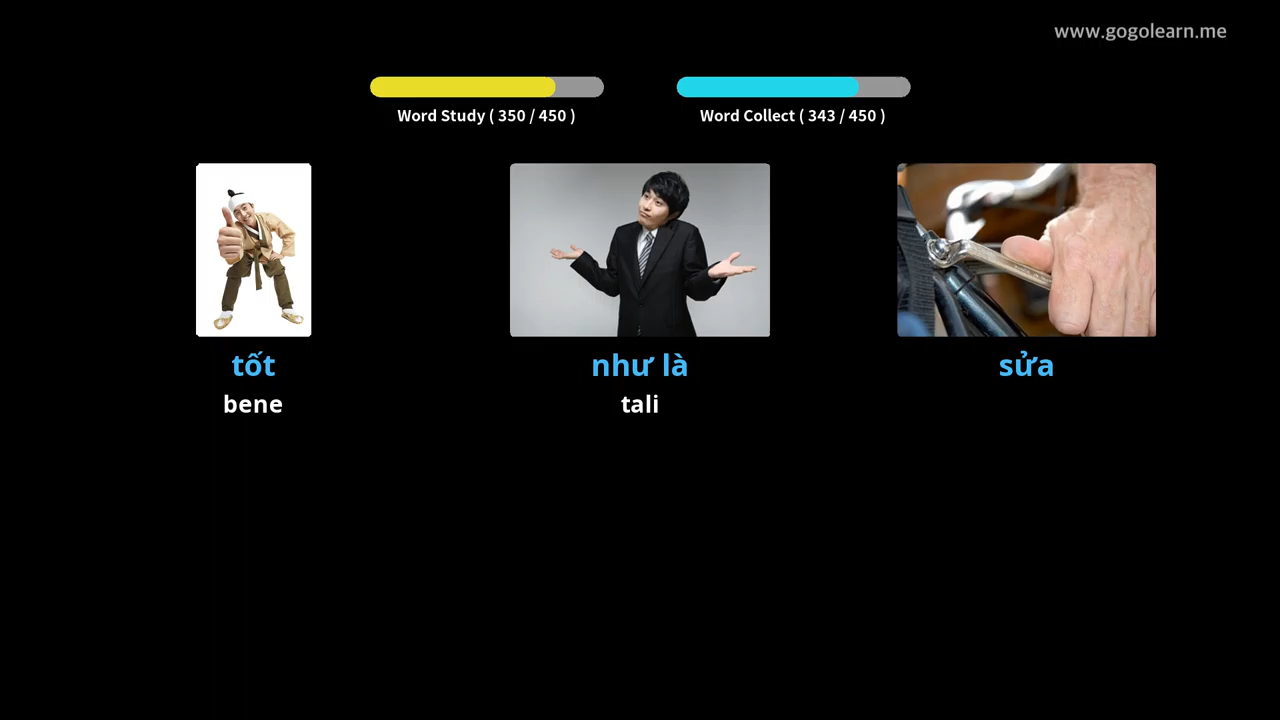 www.gogolearn.me
Word Study ( 350 / 450 )
Word Collect ( 343 / 450 )
tốt
như là
sửa
bene
tali